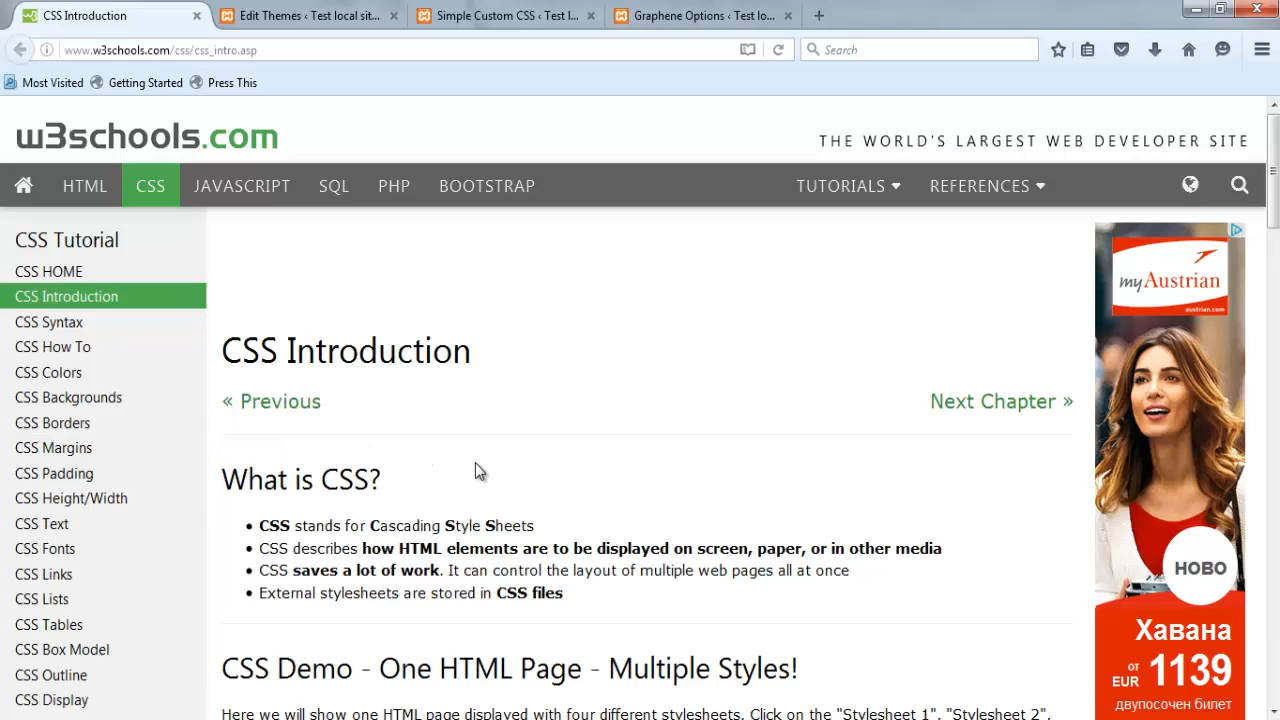 CSS Introduction
Edit Themes ‹ Test local sit...
Simple Custom CSS ‹ Test l...
Graphene Options ‹ Test lo...
www.w3schools.com/css/css_intro.asp
Search
Most Visited
Getting Started
Press This
w3schools.com
THE WORLD'S LARGEST WEB DEVELOPER SITE
HTML
CSS
JAVASCRIPT
SQL
PHP
BOOTSTRAP
TUTORIALS
REFERENCES
CSS Tutorial
CSS HOME
CSS Introduction
CSS Syntax
CSS How To
CSS Colors
CSS Backgrounds
CSS Borders
CSS Margins
CSS Padding
CSS Height/Width
CSS Text
CSS Fonts
CSS Links
CSS Lists
CSS Tables
CSS Box Model
CSS Outline
CSS Display
CSS Introduction
« Previous
Next Chapter »
What is CSS?
• CSS stands for Cascading Style Sheets
• CSS describes how HTML elements are to be displayed on screen, paper, or in other media
• CSS saves a lot of work. It can control the layout of multiple web pages all at once
• External stylesheets are stored in CSS files
CSS Demo - One HTML Page - Multiple Styles!
Here we will show one HTML page displayed with four different stylesheets. Click on the "Stylesheet 1", "Stylesheet 2",
myAustrian
austrian.com
НОВО
Хавана
от
EUR 1139
двупосочен билет